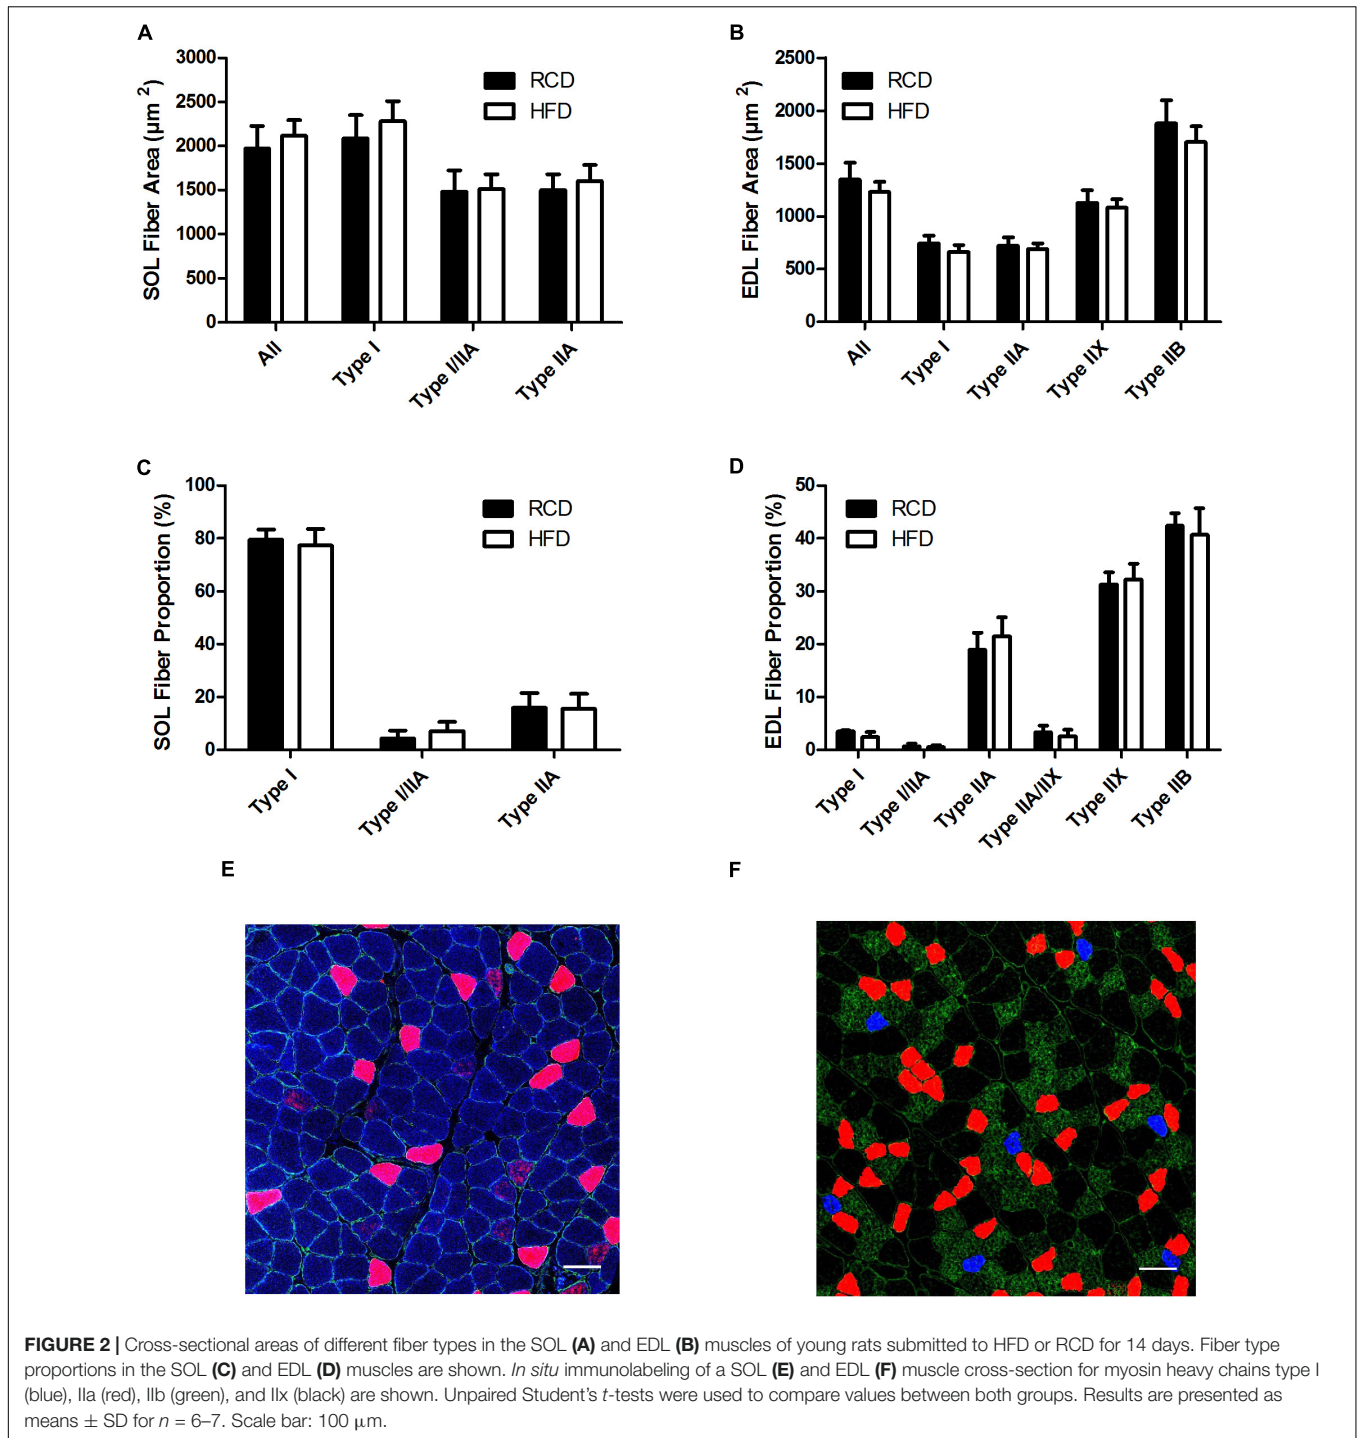 A
3000
2500
2000
1500
1000
500
0
SOL Fiber Area (µm ²)
RCD
HFD
All
Type I
Type I/IIA
Type IIA
B
2500
2000
1500
1000
500
0
EDL Fiber Area (µm ²)
RCD
HFD
All
Type I
Type IIA
Type IIX
Type IIB
C
100
80
60
40
20
0
SOL Fiber Proportion (%)
RCD
HFD
Type I
Type I/IIA
Type IIA
D
50
40
30
20
10
0
EDL Fiber Proportion (%)
RCD
HFD
Type I
Type I/IIA
Type IIA
Type IIA/IIX
Type IIX
Type IIB
E
F
FIGURE 2 | Cross-sectional areas of different fiber types in the SOL (A) and EDL (B) muscles of young rats submitted to HFD or RCD for 14 days. Fiber type
proportions in the SOL (C) and EDL (D) muscles are shown. In situ immunolabeling of a SOL (E) and EDL (F) muscle cross-section for myosin heavy chains type I
(blue), IIa (red), IIb (green), and IIx (black) are shown. Unpaired Student's t-tests were used to compare values between both groups. Results are presented as
means ± SD for n = 6–7. Scale bar: 100 µm.